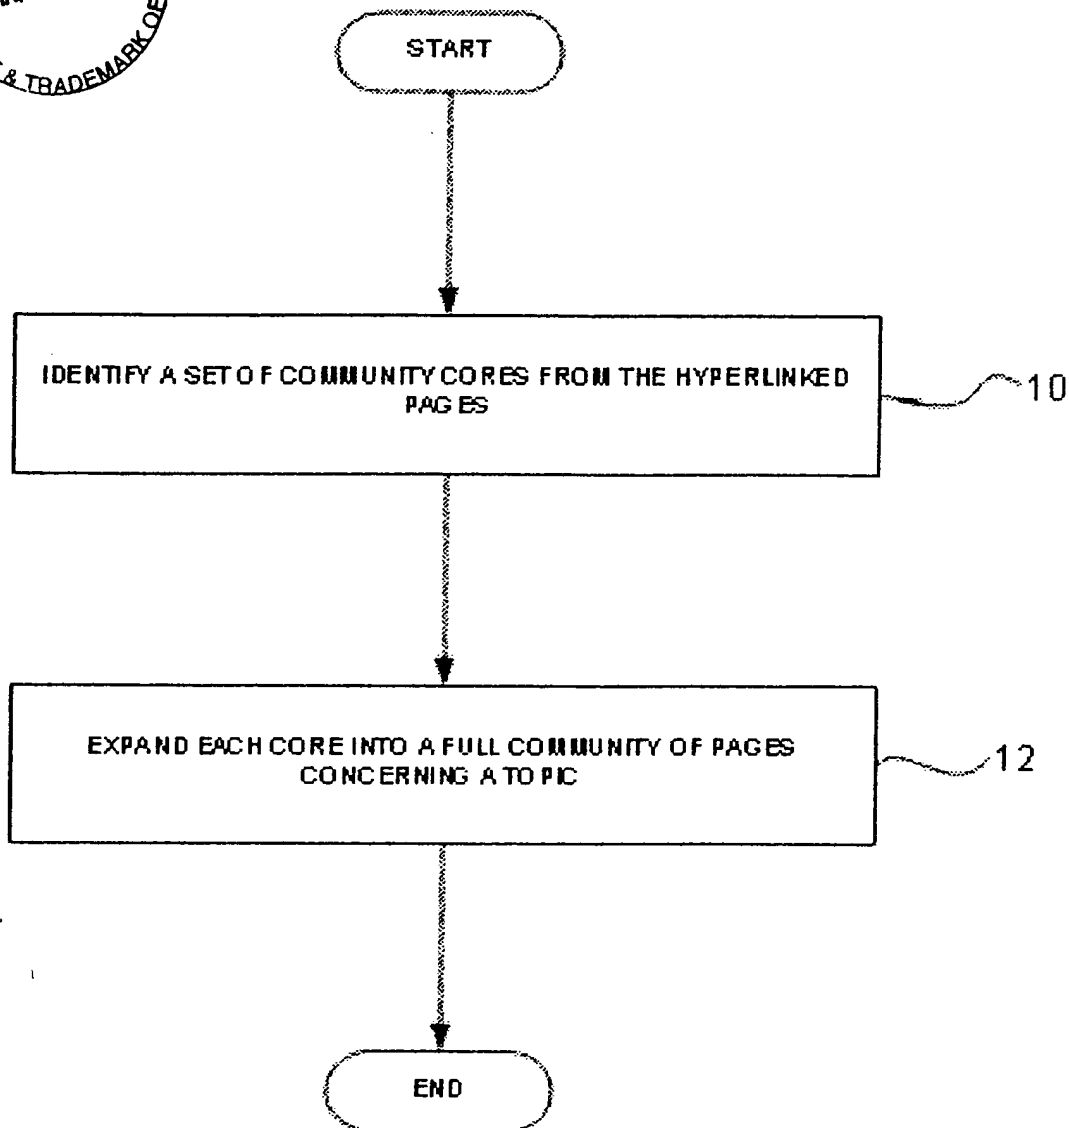 & TRADEMARK
START
IDENTIFY A SET OF COMMUNITY CORES FROM THE HYPERLINKED
PAGES
10
EXPAND EACH CORE INTO A FULL COMMUNITY OF PAGES
CONCERNING A TOPIC
12
END